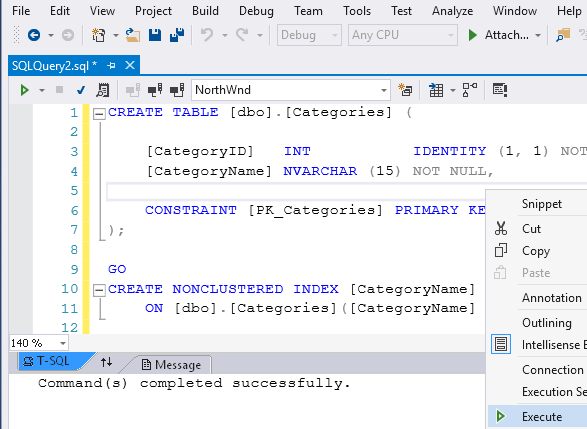 File Edit View Project Build Debug Team Tools Test Analyze Window Help
Debug Any CPU Attach...
SQLQuery2.sql *
NorthWnd
1 CREATE TABLE [dbo].[Categories] (
2
3 [CategoryID] INT IDENTITY (1, 1) NOT
4 [CategoryName] NVARCHAR (15) NOT NULL,
5
6 CONSTRAINT [PK_Categories] PRIMARY KE
7 );
8
9 GO
10 CREATE NONCLUSTERED INDEX [CategoryName]
11 ON [dbo].[Categories]([CategoryName]
12
Snippet
Cut
Copy
Paste
Annotation
Outlining
Intellisense
Connection
Execution Se
Execute
140 %
T-SQL Message
Command(s) completed successfully.